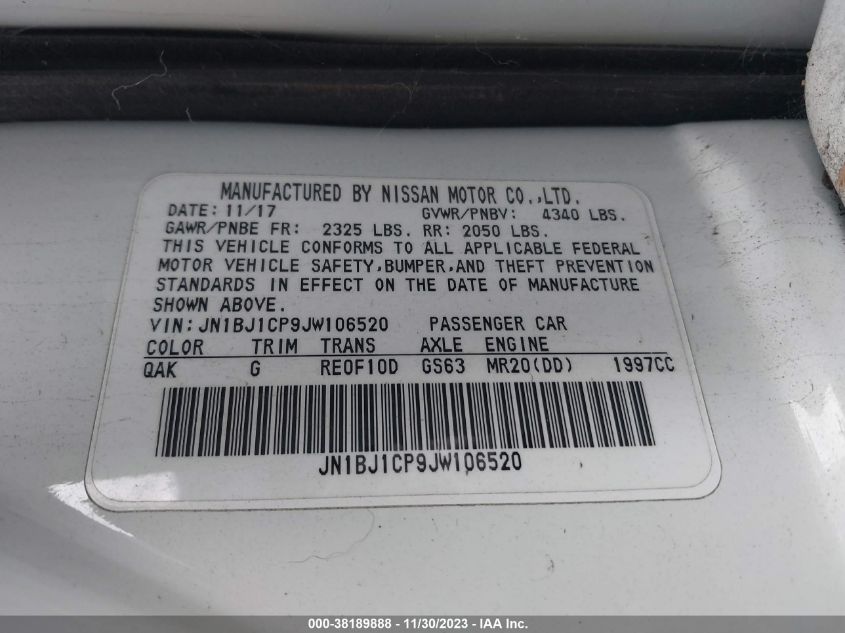 MANUFACTURED BY NISSAN MOTOR CO.,LTD.
DATE: 11/17 GVWR/PNBV: 4340 LBS.
GAWR/PNBE FR: 2325 LBS. RR: 2050 LBS.
THIS VEHICLE CONFORMS TO ALL APPLICABLE FEDERAL
MOTOR VEHICLE SAFETY,BUMPER,AND THEFT PREVENTION
STANDARDS IN EFFECT ON THE DATE OF MANUFACTURE
SHOWN ABOVE.
VIN:JN1BJ1CP9JW106520 PASSENGER CAR
COLOR TRIM TRANS AXLE ENGINE
QAK G RE0F10D GS63 MR20(DD) 1997CC
JN1BJ1CP9JW106520
000-38189888 - 11/30/2023 - Copyright © IAA, LLC.